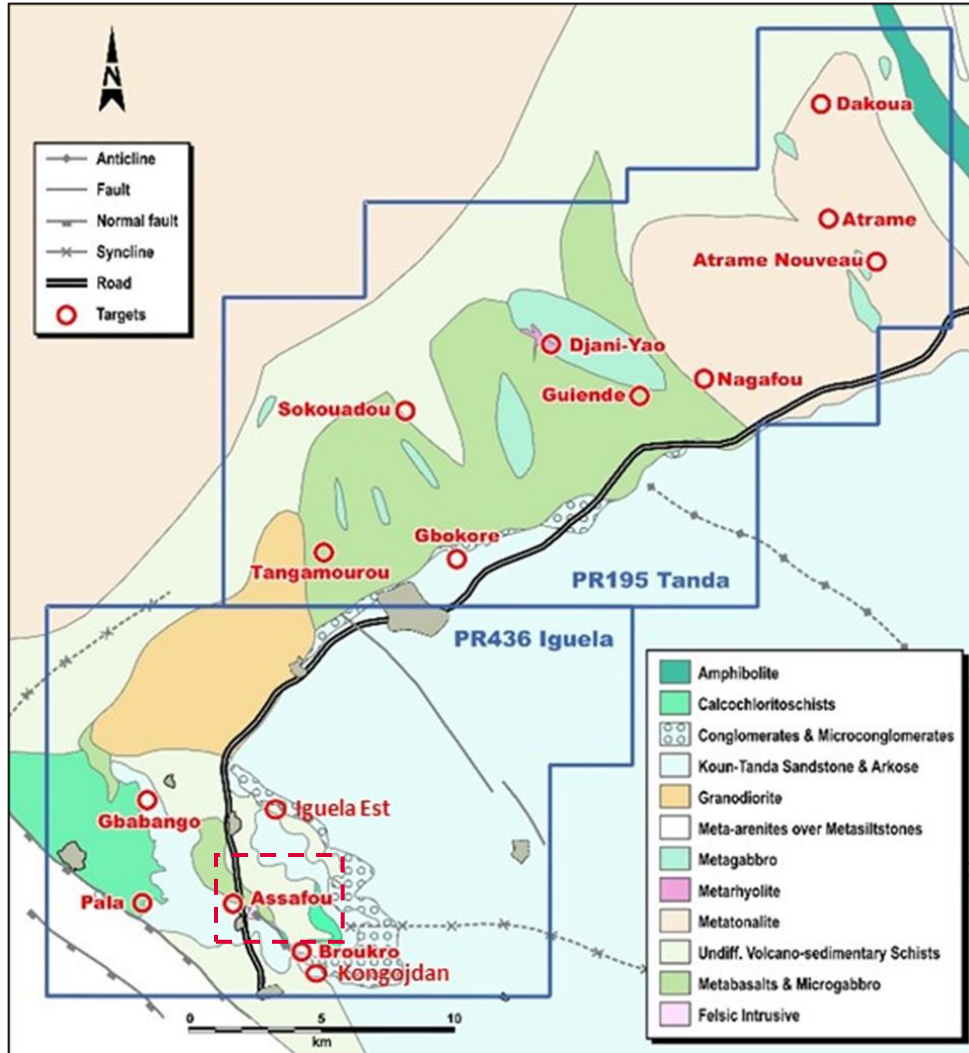 N
Anticline
Fault
Normal fault
Syncline
Road
Targets
Dakoua
Atrame
Atrame Nouveau
Djani-Yao
Guiende
Nagafou
Sokouadou
Gbokore
Tangamourou
PR195 Tanda
PR436 Iguela
Iguela Est
Gbabango
Assafou
Pala
Broukro
Kongojdan
Amphibolite
Calcochloritoschists
Conglomerates & Microconglomerates
Koun-Tanda Sandstone & Arkose
Granodiorite
Meta-arenites over Metasiltstones
Metagabbro
Metarhyolite
Metatonalite
Undiff. Volcano-sedimentary Schists
Metabasalts & Microgabbro
Felsic Intrusive
0 5 10
km